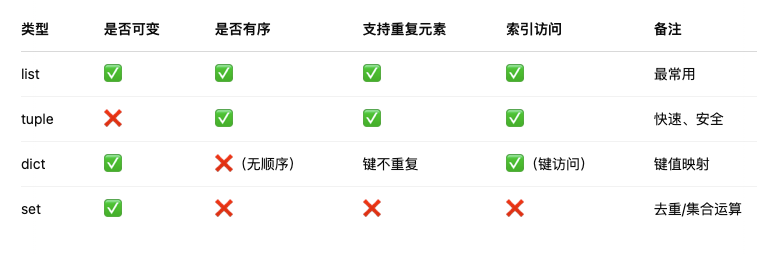 类型 是否可变 是否有序 支持重复元素 索引访问 备注
list ✅ ✅ ✅ ✅ 最常用
tuple ❌ ✅ ✅ ✅ 快速、安全
dict ✅ ❌（无顺序） 键不重复 ✅（键访问） 键值映射
set ✅ ❌ ❌ ❌ 去重/集合运算